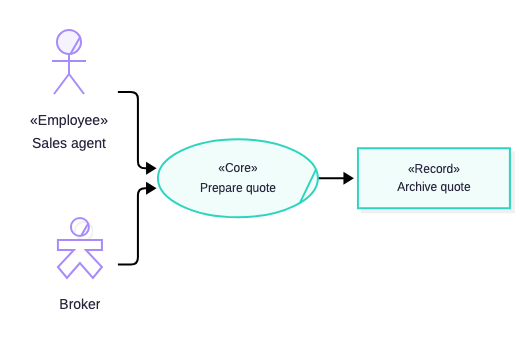 «Employee»
Sales agent
«Core»
Prepare quote
«Record»
Archive quote
Broker